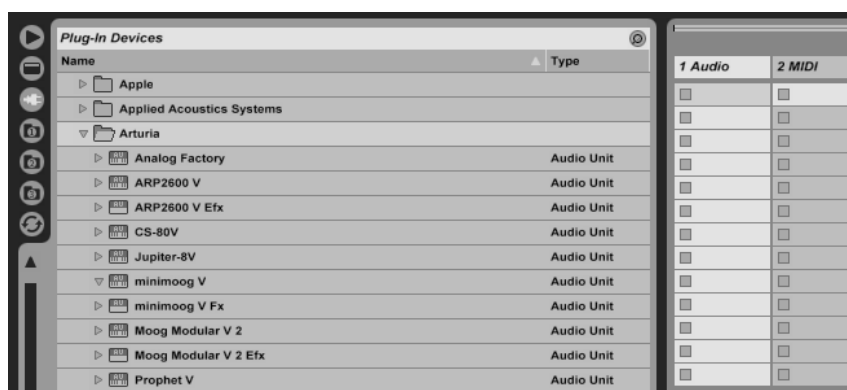 Plug-In Devices
Name Type
Apple
Applied Acoustics Systems
Arturia
Analog Factory Audio Unit
ARP2600 V Audio Unit
ARP2600 V Efx Audio Unit
CS-80V Audio Unit
Jupiter-8V Audio Unit
minimoog V Audio Unit
minimoog V Fx Audio Unit
Moog Modular V 2 Audio Unit
Moog Modular V 2 Efx Audio Unit
Prophet V Audio Unit
1 Audio 2 MIDI